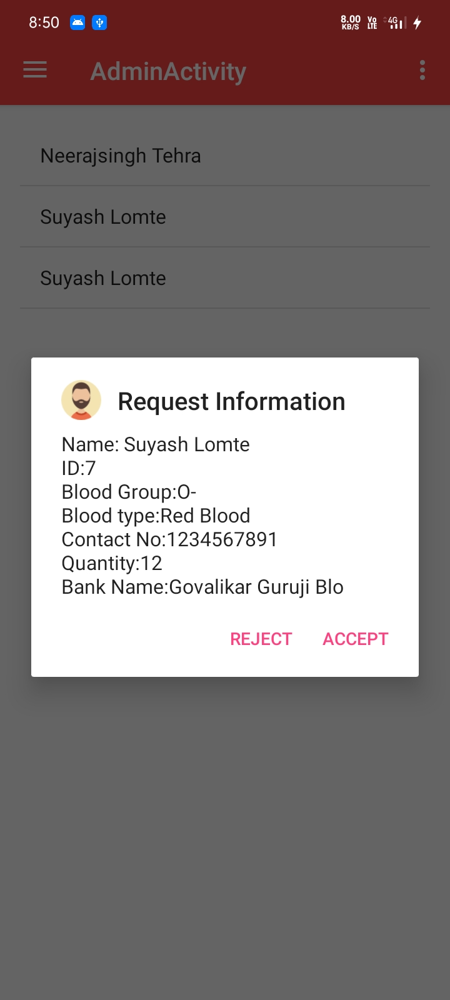 8:50 8.00 KB/S Vo LTE 4G
AdminActivity
Neerajsingh Tehra
Suyash Lomte
Suyash Lomte
Request Information
Name: Suyash Lomte
ID:7
Blood Group:O-
Blood type:Red Blood
Contact No:1234567891
Quantity:12
Bank Name:Govalikar Guruji Blo
REJECT ACCEPT